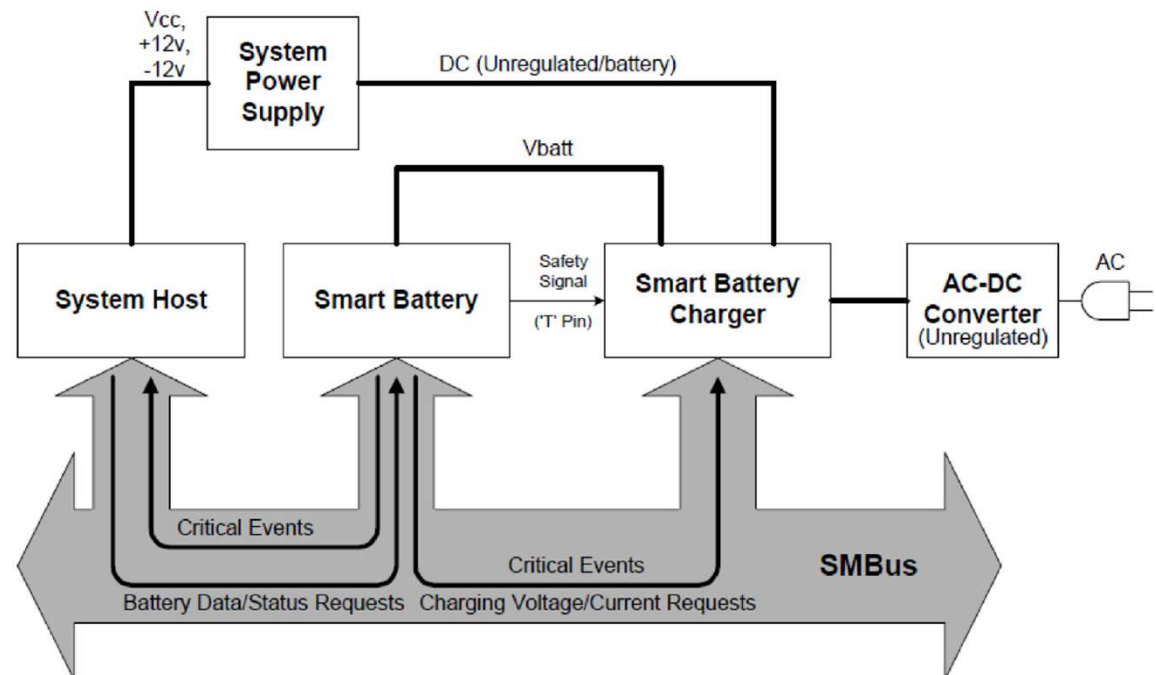 Vcc,
+12v,
-12v
System
Power
Supply
DC (Unregulated/battery)
Vbatt
System Host
Smart Battery
Safety
Signal
('T' Pin)
Smart Battery
Charger
AC-DC
Converter
(Unregulated)
AC
Critical Events
Battery Data/Status Requests
Critical Events
Charging Voltage/Current Requests
SMBus